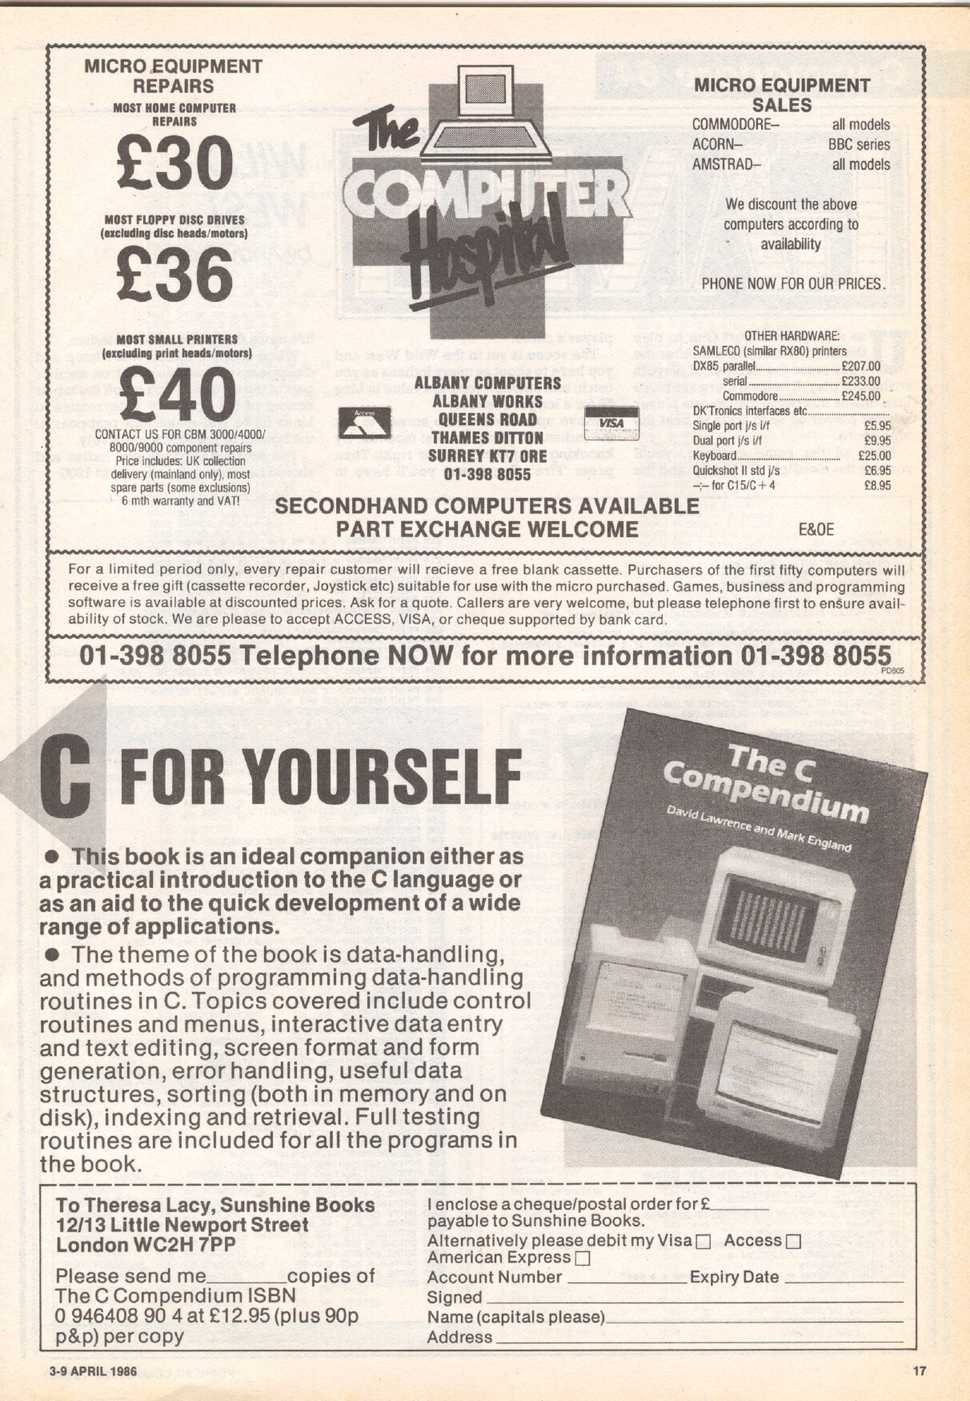 MICRO EQUIPMENT
REPAIRS
MOST HOME COMPUTER
REPAIRS
£30
MOST FLOPPY DISC DRIVES
(excluding disc heads/motors)
£36
MOST SMALL PRINTERS
(excluding print heads/motors)
£40
CONTACT US FOR CBM 3000/4000/
8000/9000 component repairs
Price includes: UK collection
delivery (mainland only), most
spare parts (some exclusions)
6 mth warranty and VAT!
The
COMPUTER
Hospital
ALBANY COMPUTERS
ALBANY WORKS
QUEENS ROAD
THAMES DITTON
SURREY KT7 ORE
01-398 8055
Access
VISA
MICRO EQUIPMENT
SALES
COMMODORE– all models
ACORN– BBC series
AMSTRAD– all models
We discount the above
computers according to
availability
PHONE NOW FOR OUR PRICES.
OTHER HARDWARE:
SAMLECO (similar RX80) printers
DX85 parallel............£207.00
serial............£233.00
Commodore............£245.00
DK'Tronics interfaces etc............
Single port j/s i/f £5.95
Dual port j/s i/f £9.95
Keyboard............£25.00
Quickshot II std j/s £6.95
–:– for C15/C+4 £8.95
SECONDHAND COMPUTERS AVAILABLE
PART EXCHANGE WELCOME
E&OE
For a limited period only, every repair customer will recieve a free blank cassette. Purchasers of the first fifty computers will
receive a free gift (cassette recorder, Joystick etc) suitable for use with the micro purchased. Games, business and programming
software is available at discounted prices. Ask for a quote. Callers are very welcome, but please telephone first to ensure avail-
ability of stock. We are please to accept ACCESS, VISA, or cheque supported by bank card.
01-398 8055 Telephone NOW for more information 01-398 8055
PD805
C FOR YOURSELF
● This book is an ideal companion either as
a practical introduction to the C language or
as an aid to the quick development of a wide
range of applications.
● The theme of the book is data-handling,
and methods of programming data-handling
routines in C. Topics covered include control
routines and menus, interactive data entry
and text editing, screen format and form
generation, error handling, useful data
structures, sorting (both in memory and on
disk), indexing and retrieval. Full testing
routines are included for all the programs in
the book.
The C
Compendium
David Lawrence and Mark England
To Theresa Lacy, Sunshine Books
12/13 Little Newport Street
London WC2H 7PP
Please send me________copies of
The C Compendium ISBN
0 946408 90 4 at £12.95 (plus 90p
p&p) per copy
I enclose a cheque/postal order for £______
payable to Sunshine Books.
Alternatively please debit my Visa □ Access □
American Express □
Account Number ____________ Expiry Date ____________
Signed ____________
Name (capitals please)____________
Address ____________
3-9 APRIL 1986
17